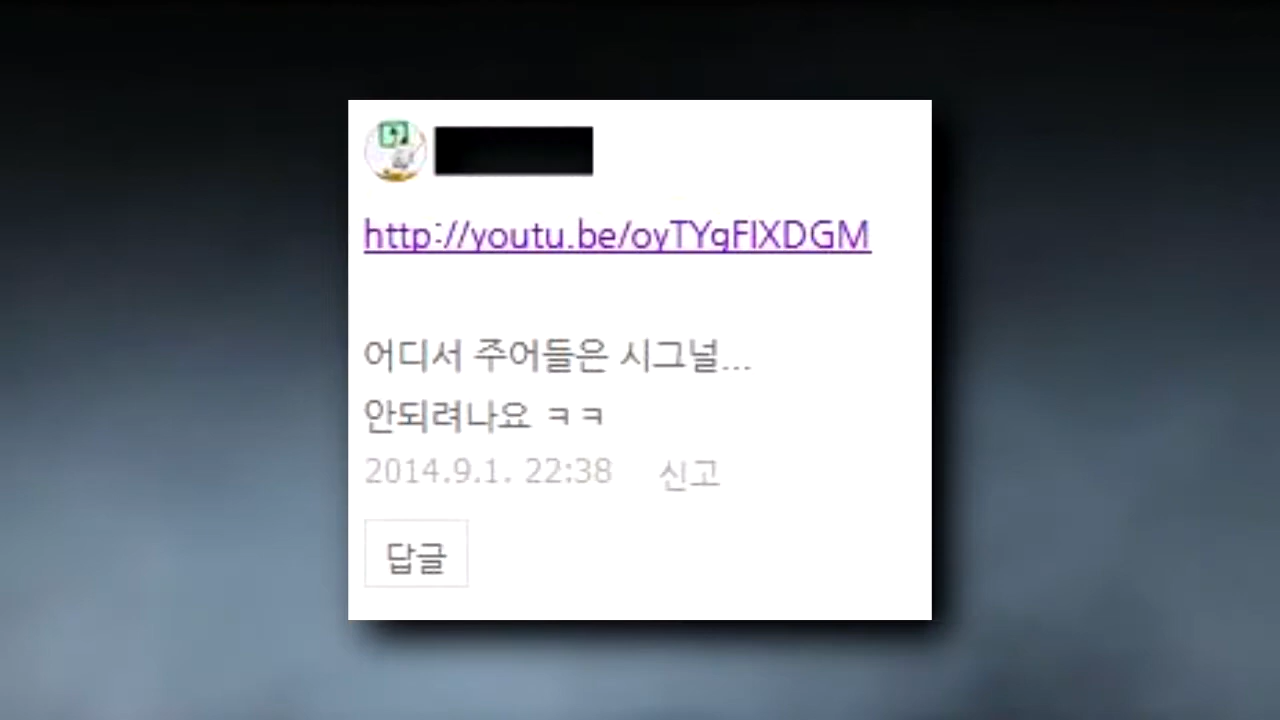 http://youtu.be/oyTYgFIXDGM
어디서 주어들은 시그널...
안되려나요 ㅋㅋ
2014.9.1. 22:38 신고
답글